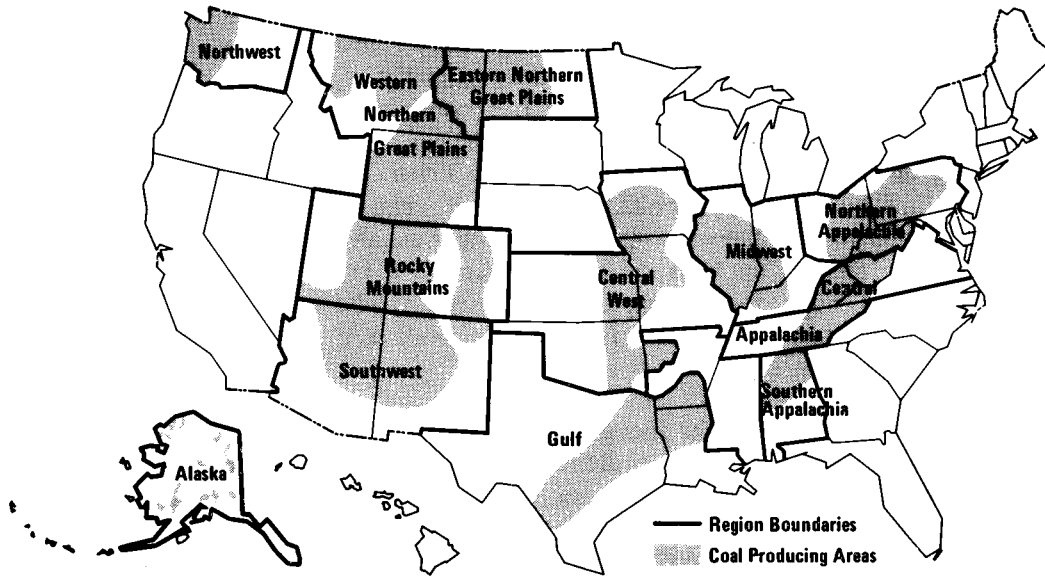 Northwest
Western
Northern
Great Plains
Eastern Northern
Great Plains
Rocky
Mountains
Southwest
Central
West
Midwest
Northern
Appalachia
Central
Appalachia
Southern
Appalachia
Gulf
Alaska
Region Boundaries
Coal Producing Areas